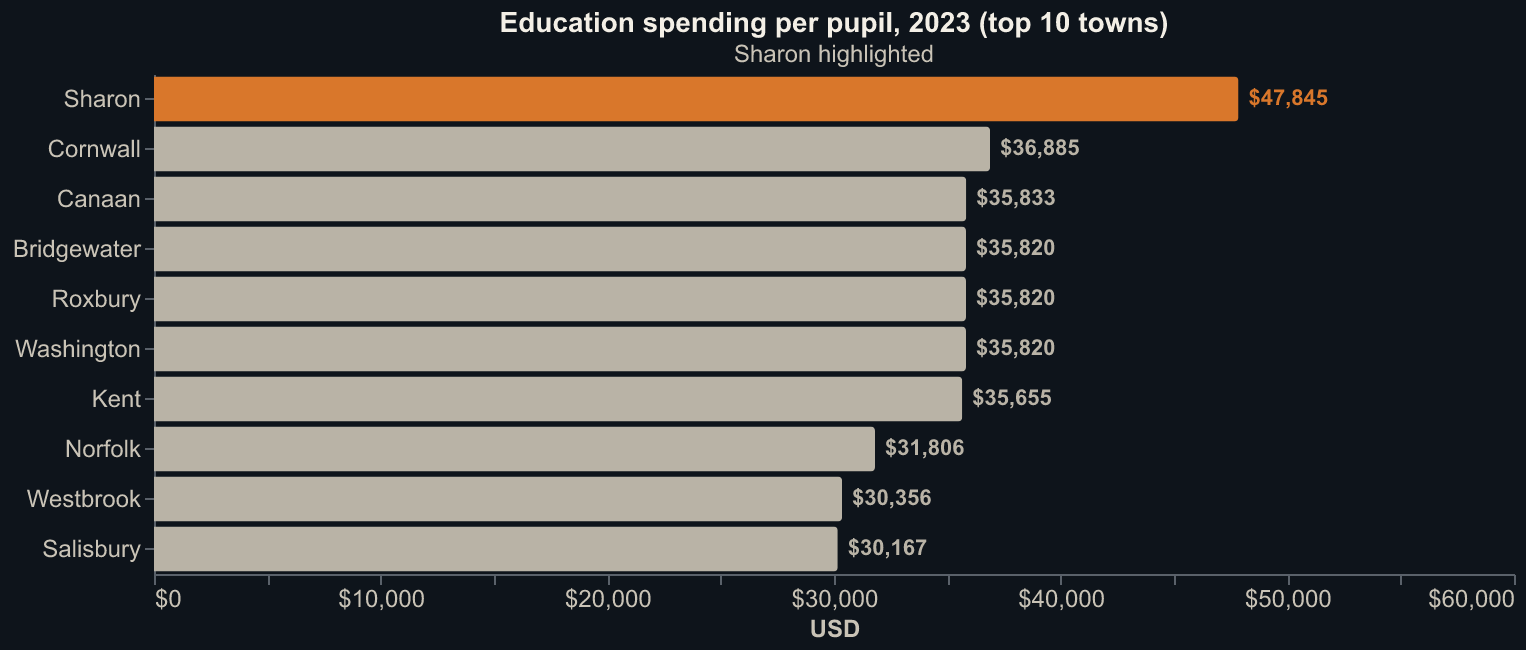 Education spending per pupil, 2023 (top 10 towns)
Sharon highlighted
Sharon $47,845
Cornwall $36,885
Canaan $35,833
Bridgewater $35,820
Roxbury $35,820
Washington $35,820
Kent $35,655
Norfolk $31,806
Westbrook $30,356
Salisbury $30,167
$0 $10,000 $20,000 $30,000 $40,000 $50,000 $60,000
USD